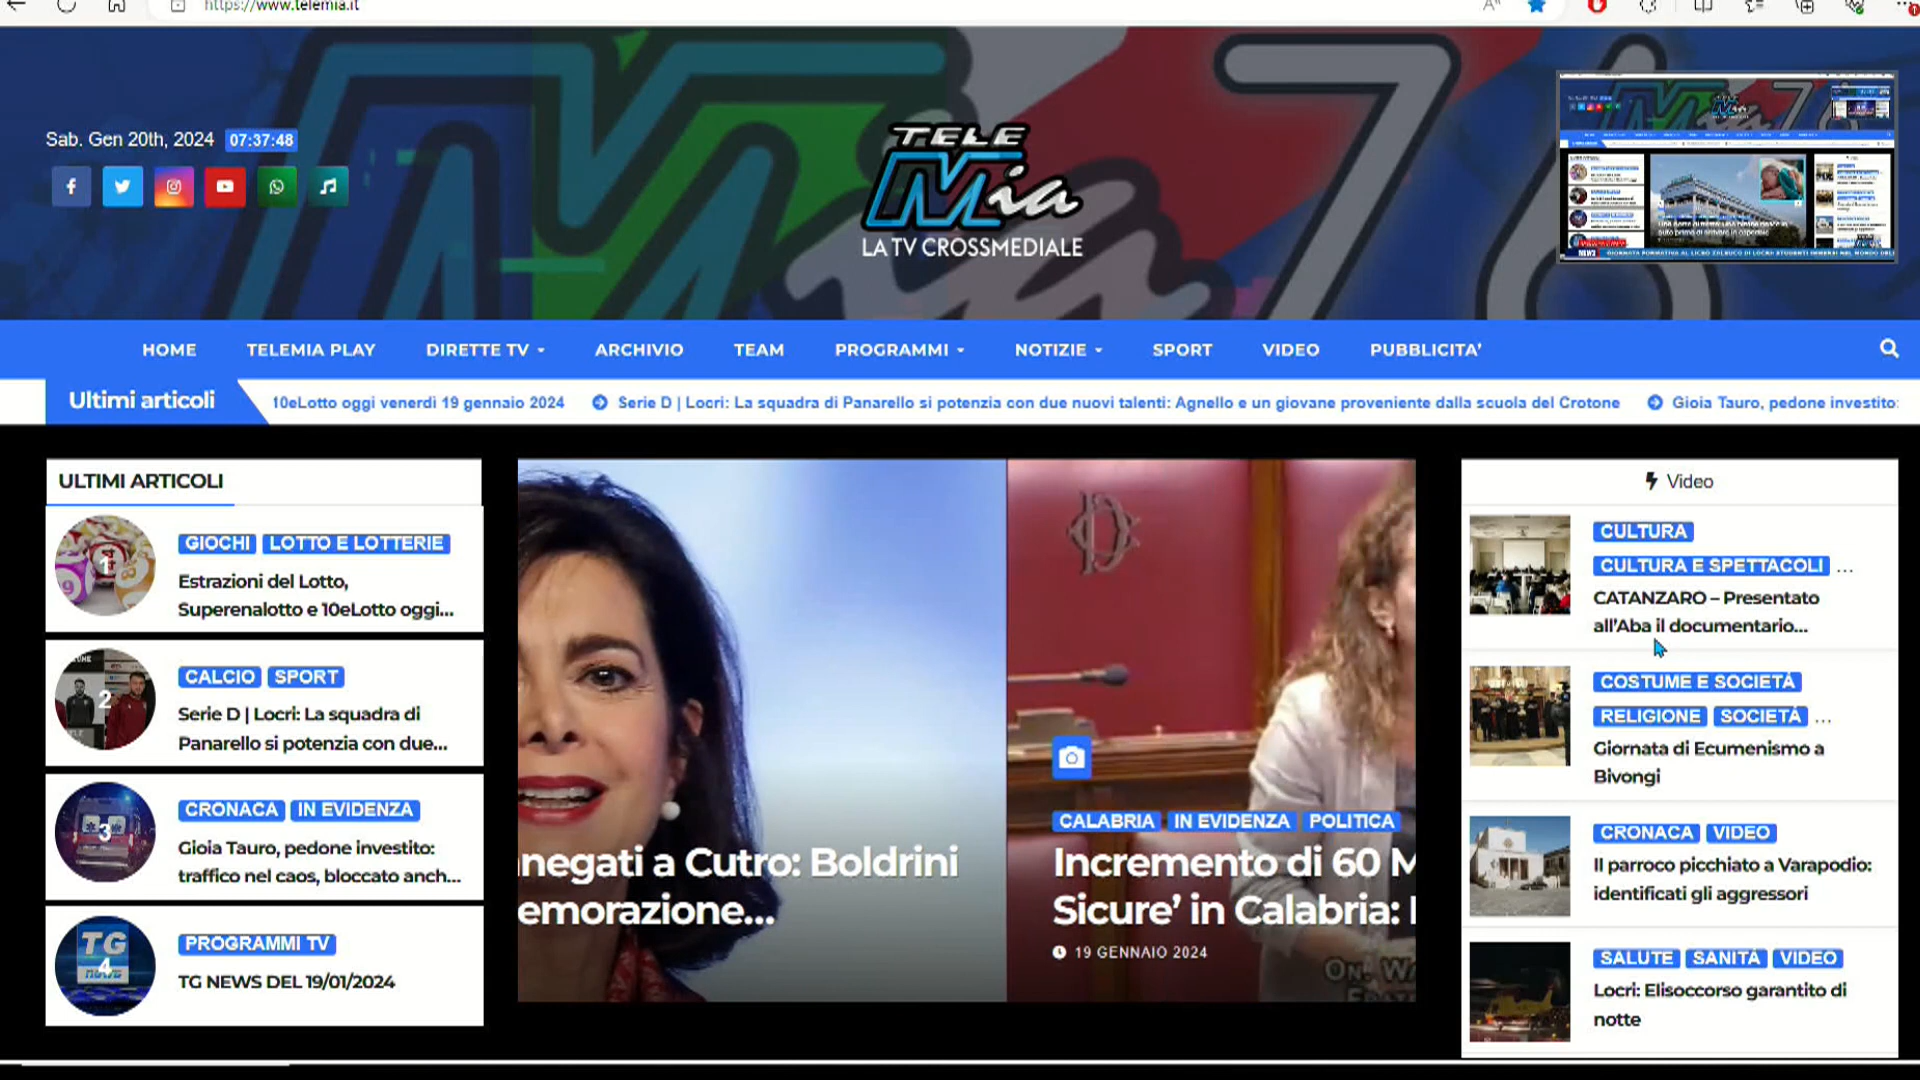 https://www.telemia.it
Sab. Gen 20th, 2024 07:37:48
TELE
Mia
LA TV CROSSMEDIALE
HOME TELEMIA PLAY DIRETTE TV ARCHIVIO TEAM PROGRAMMI NOTIZIE SPORT VIDEO PUBBLICITA'
Ultimi articoli
10eLotto oggi venerdì 19 gennaio 2024 Serie D | Locri: La squadra di Panarello si potenzia con due nuovi talenti: Agnello e un giovane proveniente dalla scuola del Crotone Gioia Tauro, pedone investito:
ULTIMI ARTICOLI
1
GIOCHI LOTTO E LOTTERIE
Estrazioni del Lotto,
Superenalotto e 10eLotto oggi...
2
CALCIO SPORT
Serie D | Locri: La squadra di
Panarello si potenzia con due...
3
CRONACA IN EVIDENZA
Gioia Tauro, pedone investito:
traffico nel caos, bloccato anch...
TG
news
4
PROGRAMMI TV
TG NEWS DEL 19/01/2024
nnegati a Cutro: Boldrini
emorazione...
CALABRIA IN EVIDENZA POLITICA
Incremento di 60 M
Sicure' in Calabria:
19 GENNAIO 2024
Video
CULTURA
CULTURA E SPETTACOLI ...
CATANZARO – Presentato
all'Aba il documentario...
COSTUME E SOCIETÀ
RELIGIONE SOCIETÀ ...
Giornata di Ecumenismo a
Bivongi
CRONACA VIDEO
Il parroco picchiato a Varapodio:
identificati gli aggressori
SALUTE SANITÀ VIDEO
Locri: Elisoccorso garantito di
notte